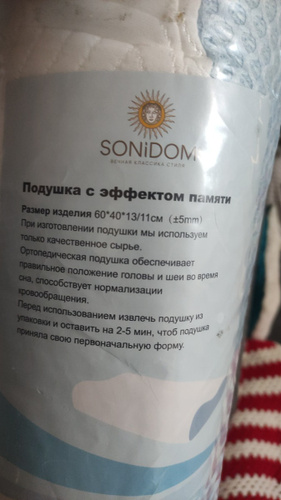 SONiDOM
ВЕЧНАЯ КЛАССИКА СТИЛЯ
Подушка с эффектом памяти
Размер изделия 60*40*13/11см (±5mm)
При изготовлении подушки мы используем
только качественное сырье.
Ортопедическая подушка обеспечивает
правильное положение головы и шеи во время
сна, способствует нормализации
кровообращения.
Перед использованием извлечь подушку из
упаковки и оставить на 2-5 мин, чтоб подушка
приняла свою первоначальную форму.